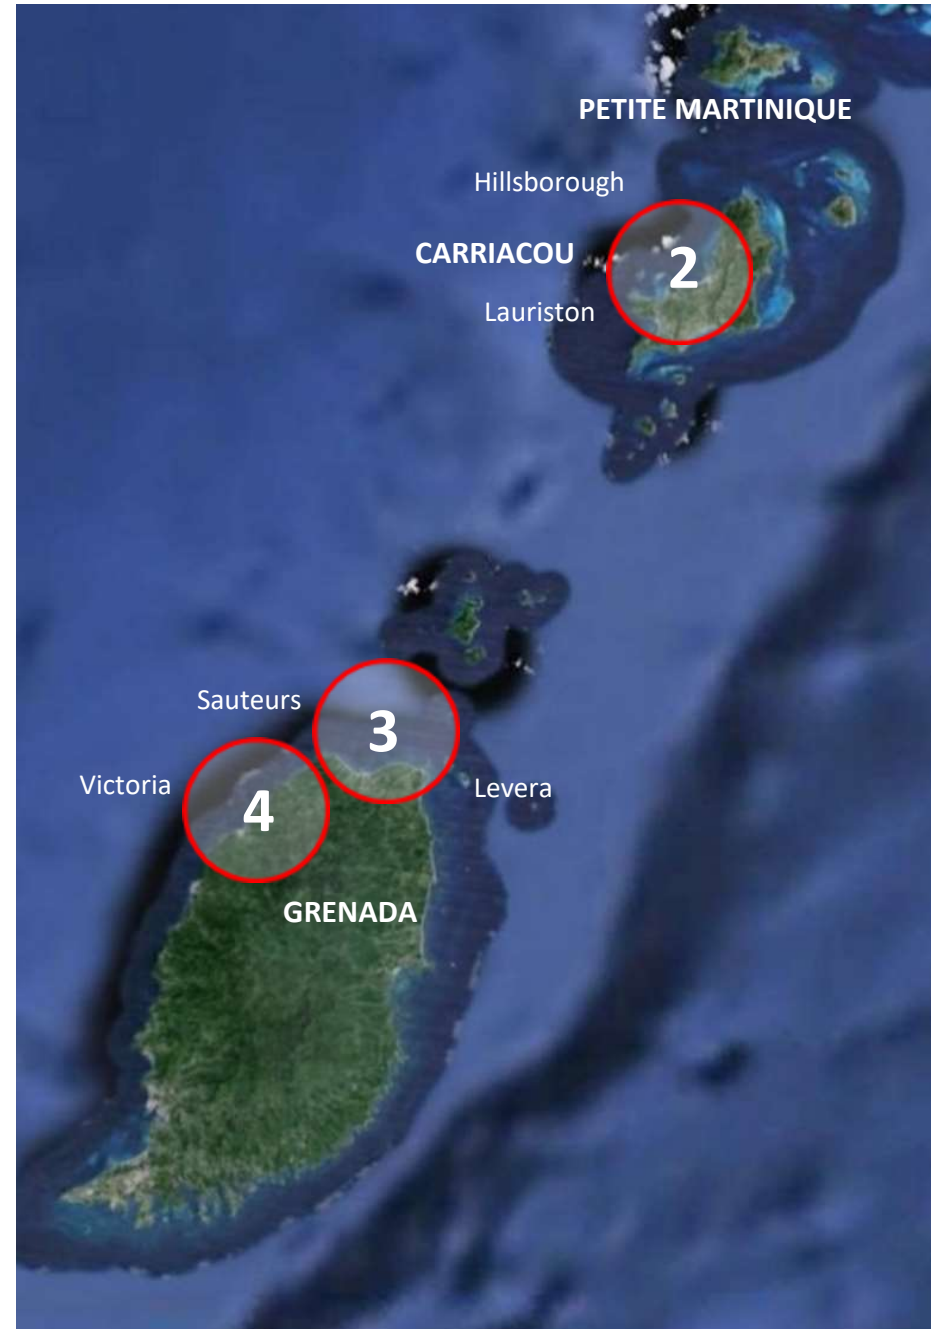 PETITE MARTINIQUE
Hillsborough
CARRIACOU
2
Lauriston
Sauteurs
3
Victoria
4
Levera
GRENADA